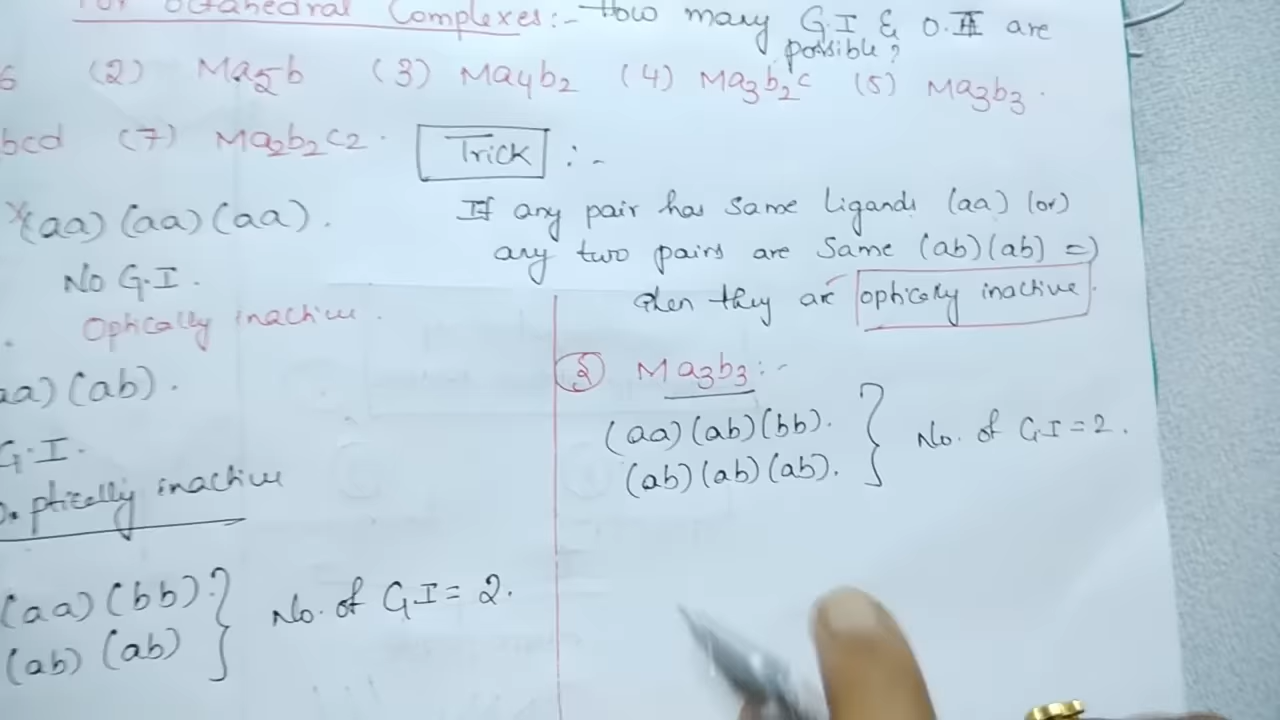 For Octahedral Complexes:- How many G.I & O.I are possible?
6 (2) Ma5b (3) Ma4b2 (4) Ma3b2c (5) Ma3b3.
bcd (7) Ma2b2c2. Trick :-
(aa) (aa) (aa).
No G.I.
Optically inactive.
If any pair has same ligands (aa) (or)
any two pairs are same (ab) (ab) =)
then they are optically inactive.
aa) (ab).
G.I.
Optically inactive
(aa) (bb). } No. of GI = 2.
(ab) (ab)
Ma3b3:-
(aa) (ab) (bb). } No. of GI = 2.
(ab) (ab) (ab).